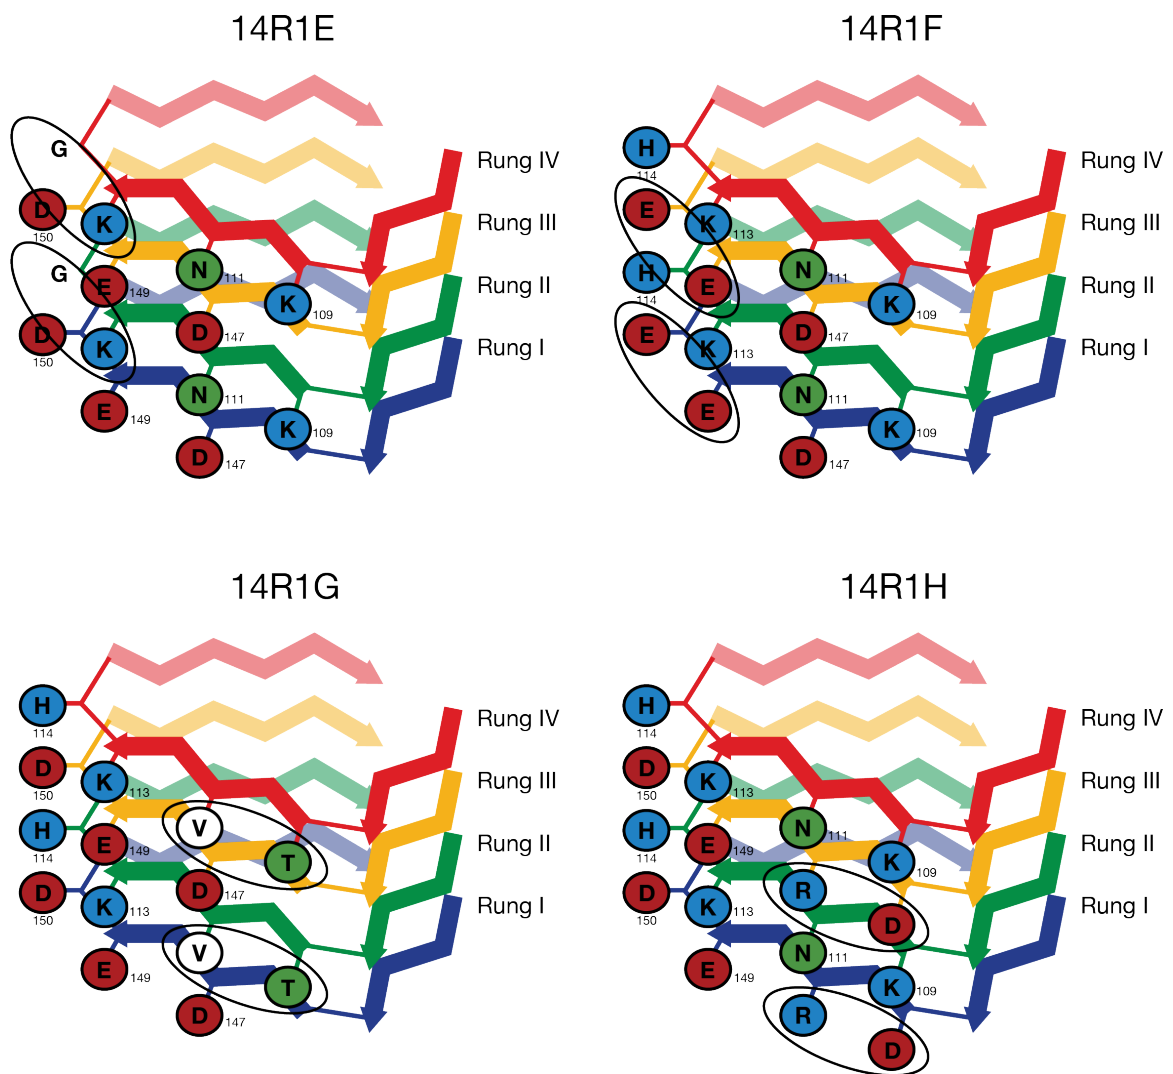 14R1E
G
D
150
K
G
E
149
D
150
K
E
149
N
111
K
109
D
147
N
111
K
109
D
147
Rung IV
Rung III
Rung II
Rung I
14R1F
H
114
E
K
113
H
114
E
E
K
113
E
N
111
K
109
D
147
N
111
K
109
D
147
Rung IV
Rung III
Rung II
Rung I
14R1G
H
114
D
150
K
113
H
114
E
149
D
150
K
113
E
149
V
T
D
147
V
T
D
147
Rung IV
Rung III
Rung II
Rung I
14R1H
H
114
D
150
K
113
H
114
E
149
D
150
K
113
E
149
N
111
K
109
R
D
N
111
K
109
R
D
Rung IV
Rung III
Rung II
Rung I